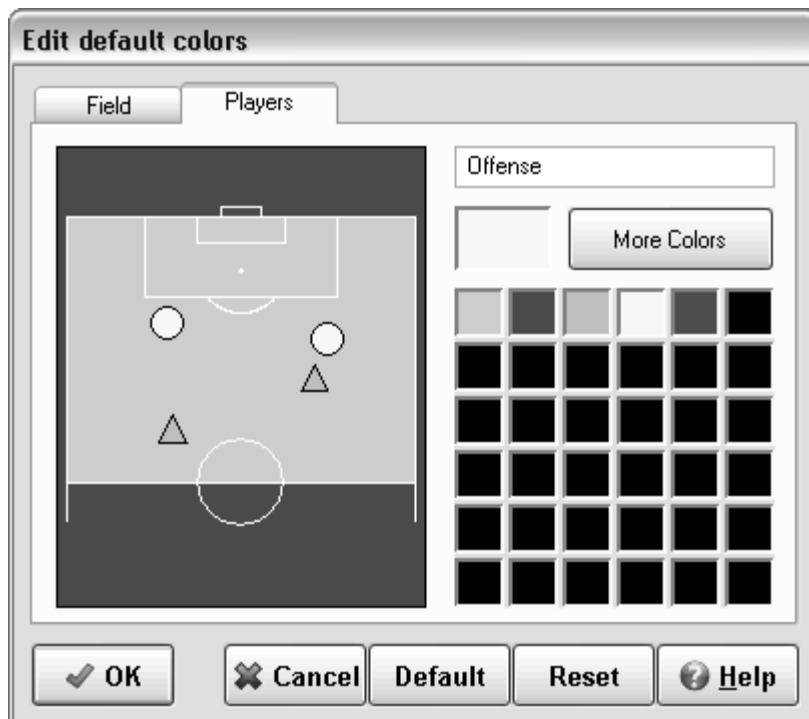 Edit default colors
Field Players
Offense
More Colors
OK Cancel Default Reset Help